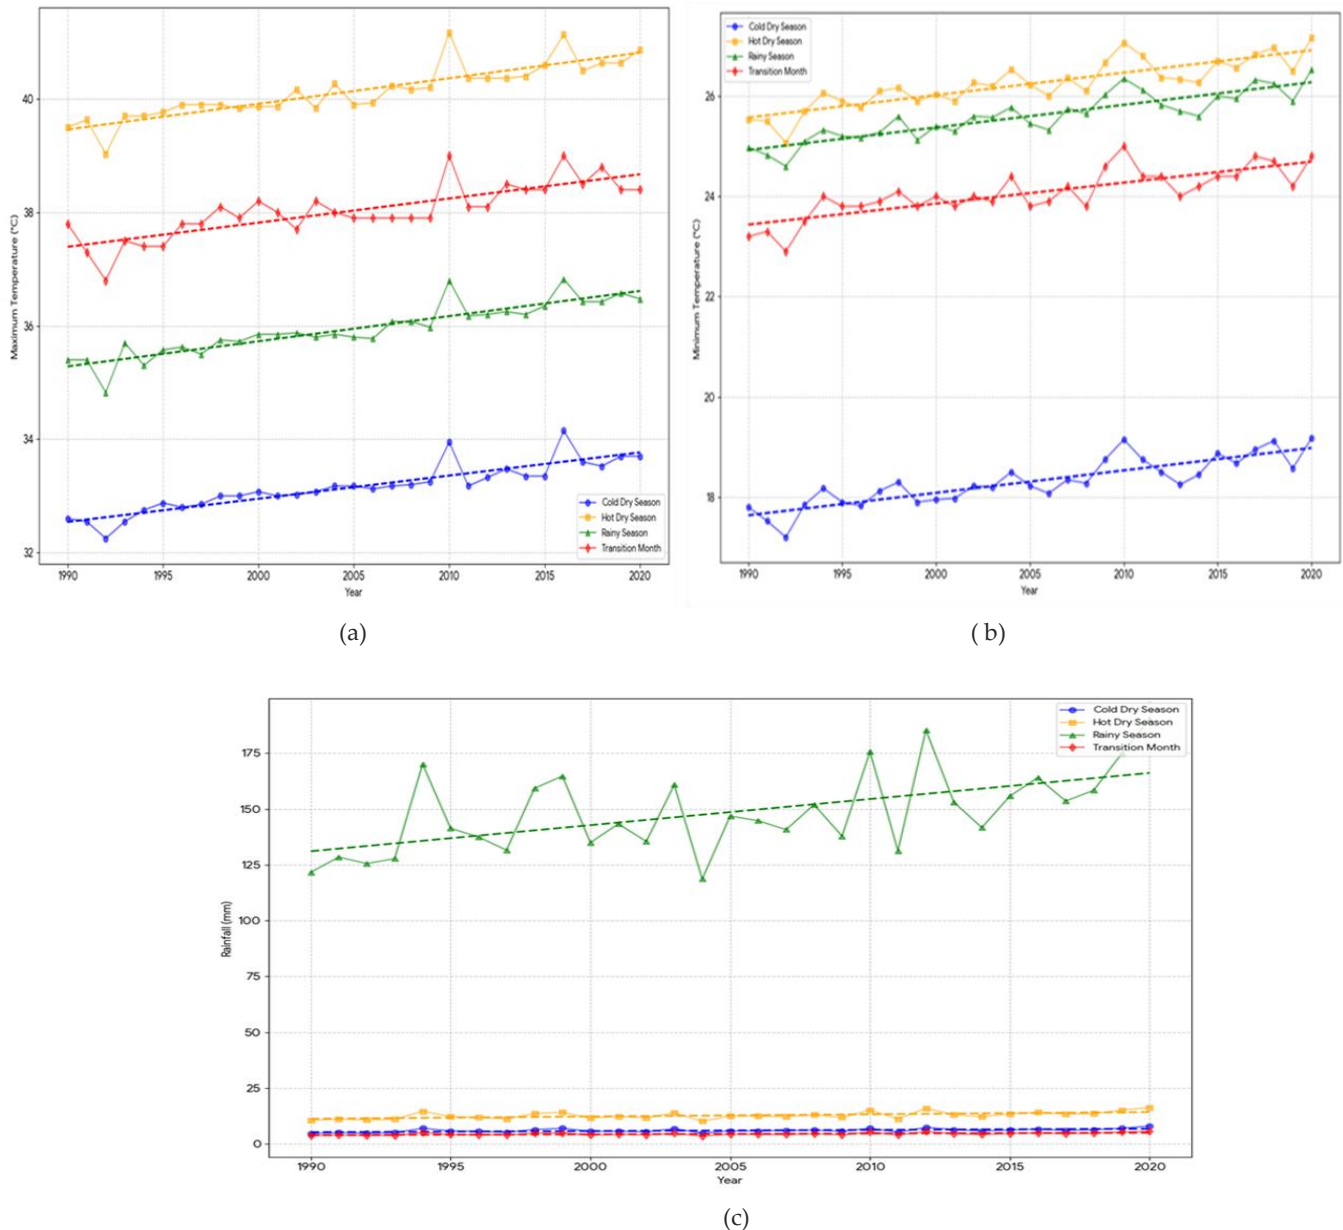 Maximum Temperature (°C)
40
38
36
34
32
1990 1995 2000 2005 2010 2015 2020
Year
Cold Dry Season
Hot Dry Season
Rainy Season
Transition Month
(a)
Minimum Temperature (°C)
Cold Dry Season
Hot Dry Season
Rainy Season
Transition Month
26
24
22
20
18
1990 1995 2000 2005 2010 2015 2020
Year
( b)
Rainfall (mm)
Cold Dry Season
Hot Dry Season
Rainy Season
Transition Month
175
150
125
100
75
50
25
0
1990 1995 2000 2005 2010 2015 2020
Year
(c)